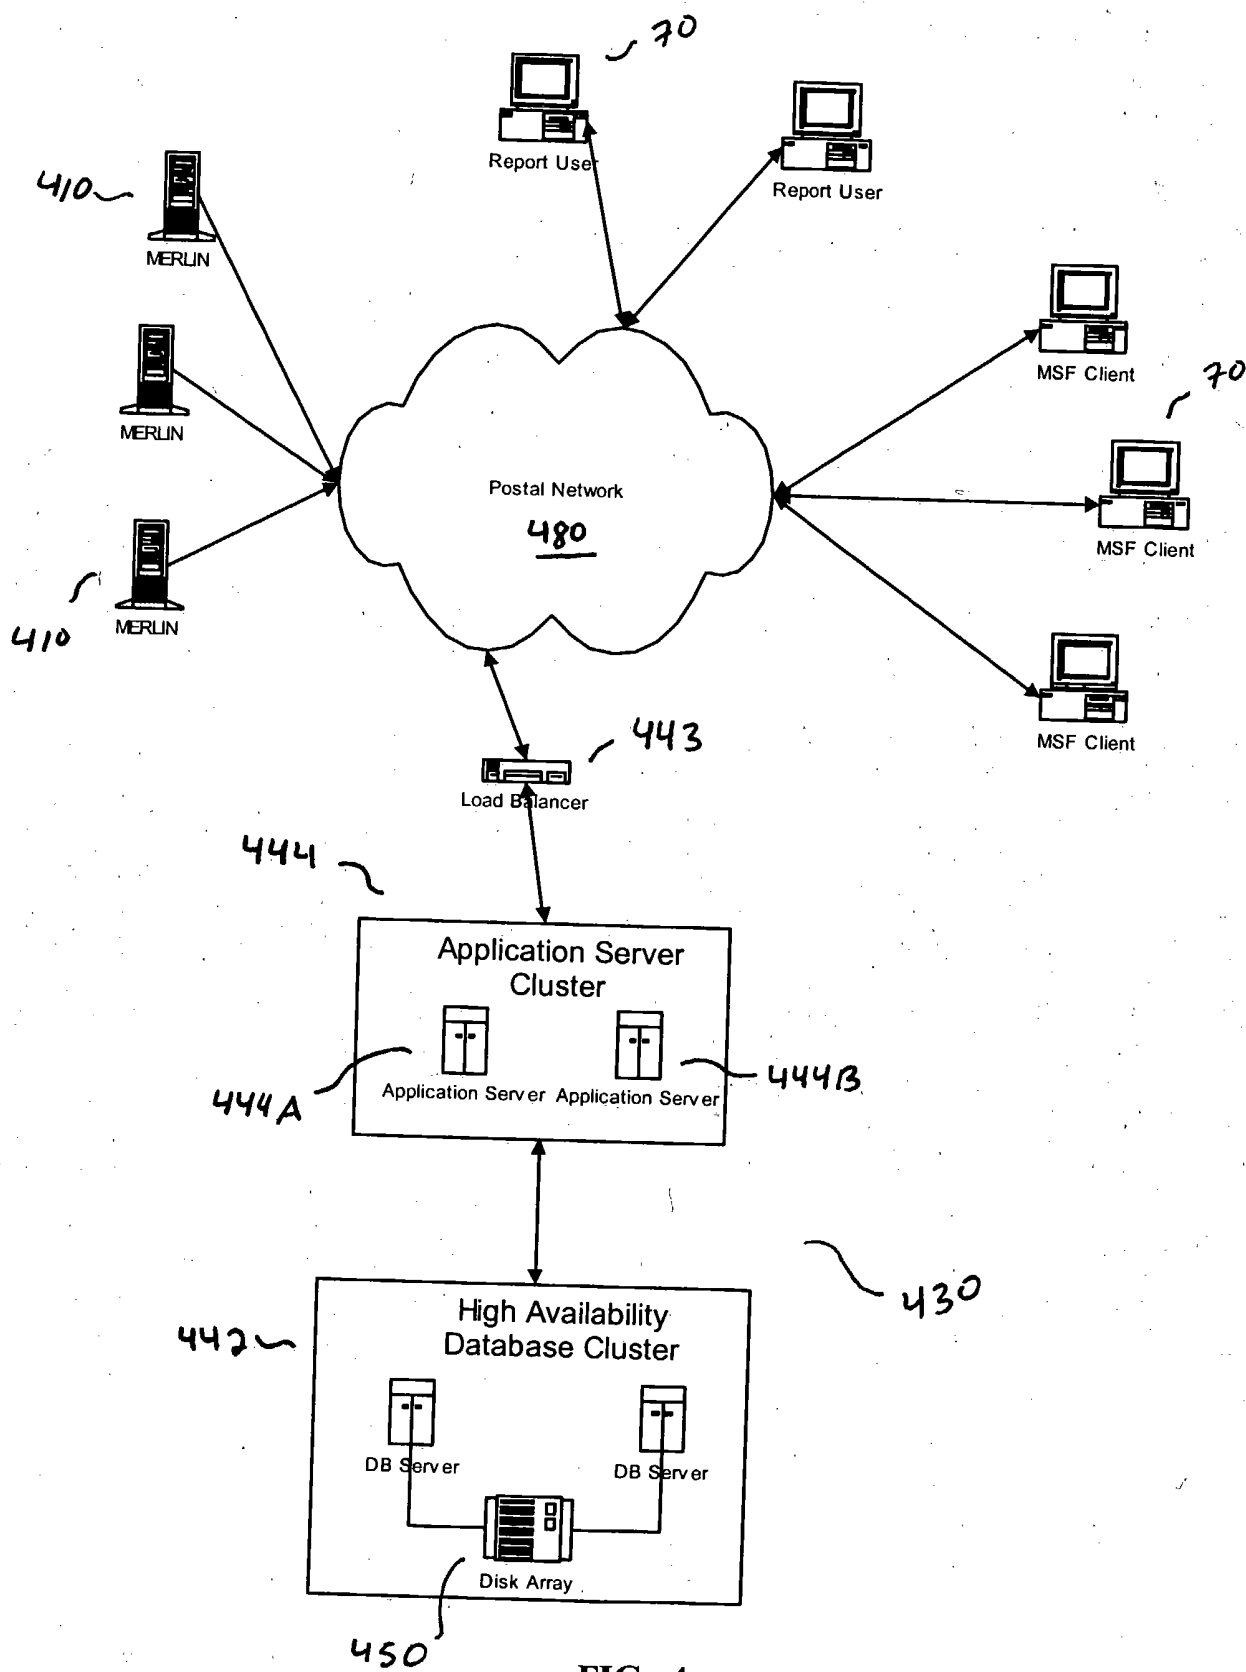 70
Report User
Report User
410
MERLIN
MSF Client
70
MERLIN
Postal Network
480
MSF Client
MERLIN
410
443
MSF Client
Load Balancer
444
Application Server
Cluster
444A
444B
Application Server
Application Server
430
442
High Availability
Database Cluster
DB Server
DB Server
Disk Array
450